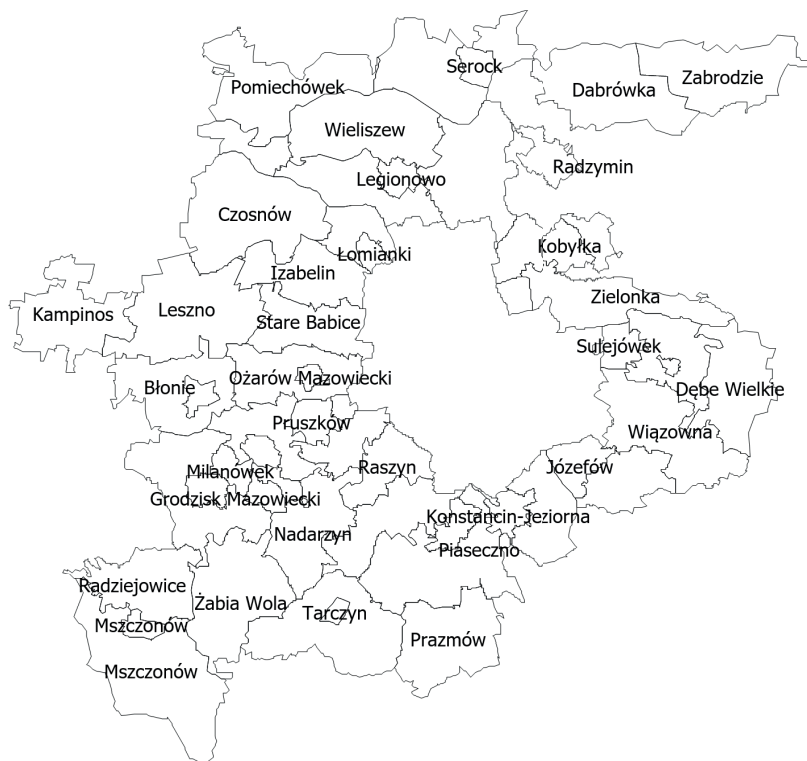 Serock
Zabrodzie
Pomiechówek
Dabrówka
Wieliszew
Radzymin
Legionowo
Czosnów
Kobyłka
Łomianki
Izabelin
Zielonka
Leszno
Kampinos
Stare Babice
Sulejówek
Ożarów Mazowiecki
Błonie
Dębe Wielkie
Pruszków
Wiązowna
Raszyn
Józefów
Milanówek
Grodzisk Mazowiecki
Konstancin-Jeziorna
Nadarzyn
Piaseczno
Radziejowice
Żabia Wola
Tarczyn
Mszczonów
Prazmów
Mszczonów